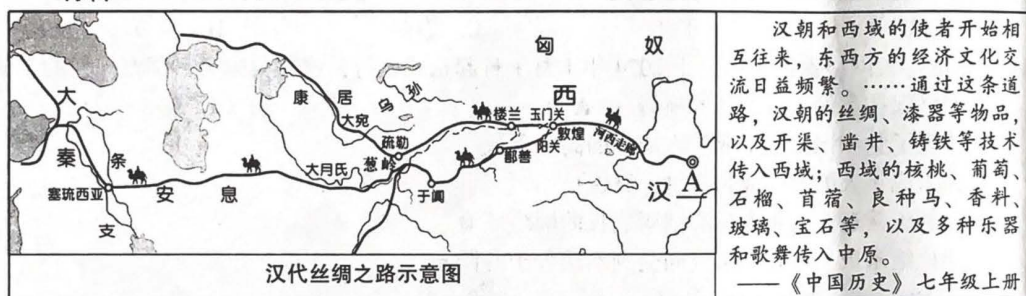 匈 奴
西
康 居
乌孙
大宛
大
秦
条
支
疏勒
葱岭
大月氏
楼兰
玉门关
敦煌
阳关
鄯善
河西走廊
于阗
塞琉西亚
安 息
汉 A
汉代丝绸之路示意图
汉朝和西域的使者开始相
互往来，东西方的经济文化交
流日益频繁。……通过这条道
路，汉朝的丝绸、漆器等物品，
以及开渠、凿井、铸铁等技术
传入西域；西域的核桃、葡萄、
石榴、苜蓿、良种马、香料、
玻璃、宝石等，以及多种乐器
和歌舞传入中原。
——《中国历史》七年级上册